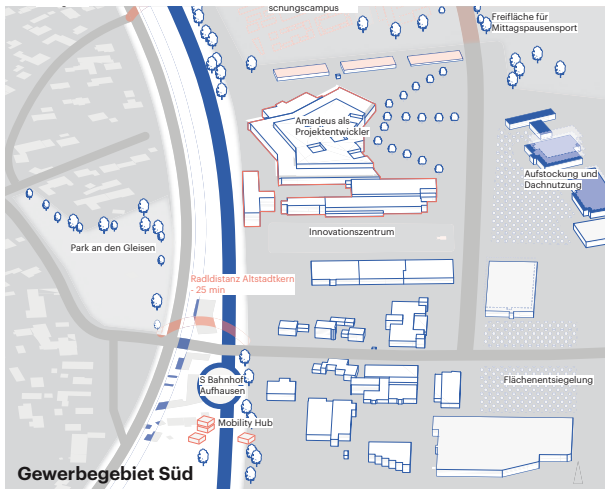 schungscampus
Freifläche für
Mittagspausensport
Amadeus als
Projektentwickler
Aufstockung und
Dachnutzung
Innovationszentrum
Park an den Gleisen
Radldistanz Altstadtkern
- 25 min
S Bahnhof
Aufhausen
Flächenentsiegelung
Mobility Hub
Gewerbegebiet Süd